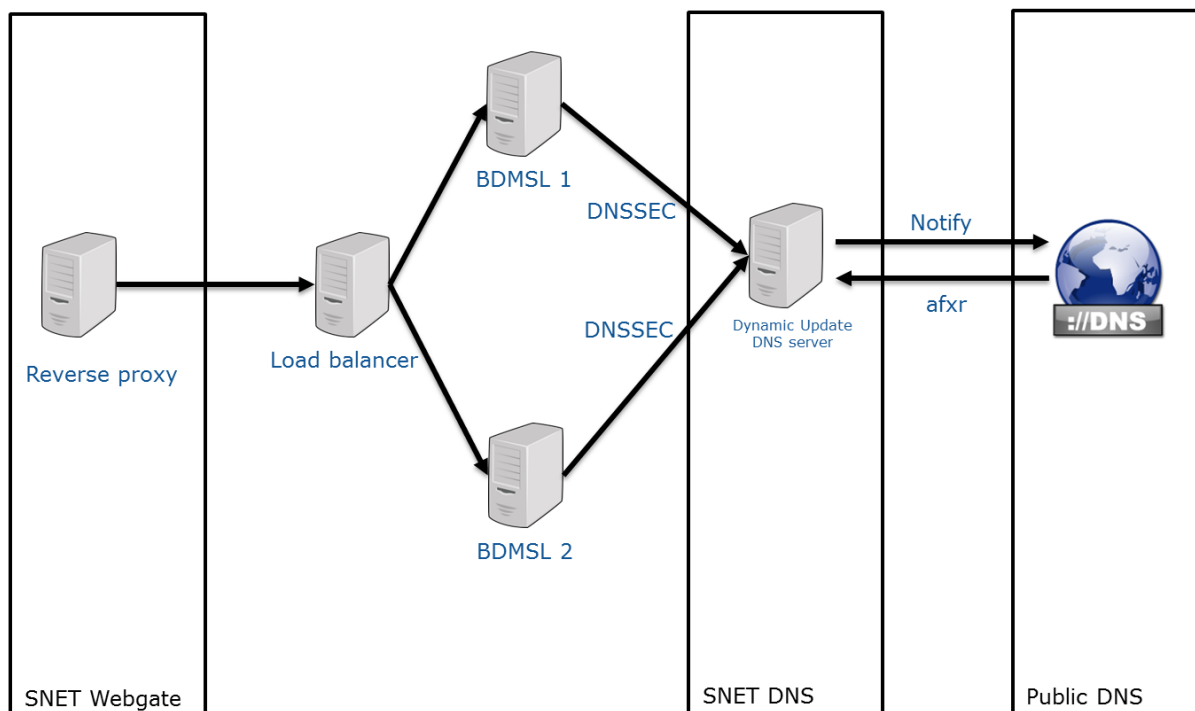 BDMSL 1
DNSSEC
Notify
afxr
://DNS
Dynamic Update
DNS server
DNSSEC
Load balancer
Reverse proxy
BDMSL 2
SNET Webgate
SNET DNS
Public DNS